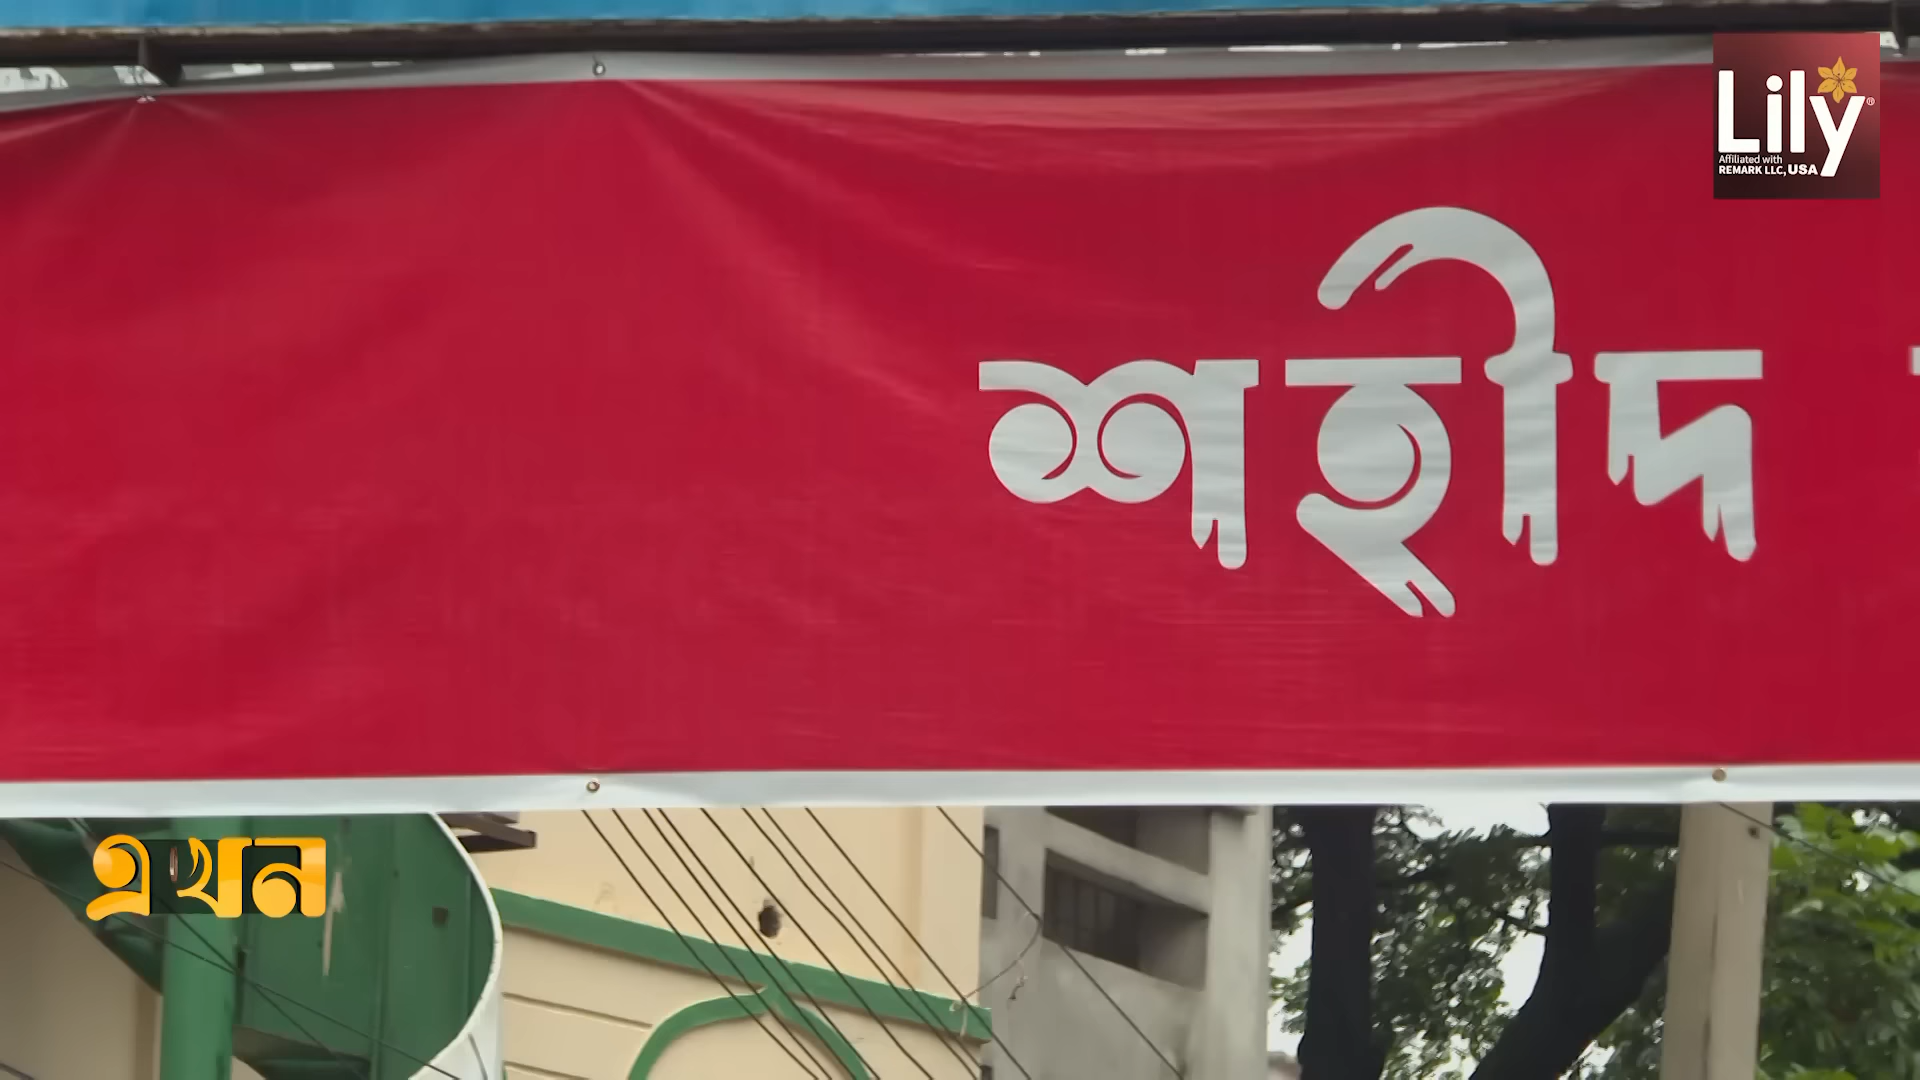 Lily
Affiliated with
REMARK LLC, USA
শহীদ
এখন